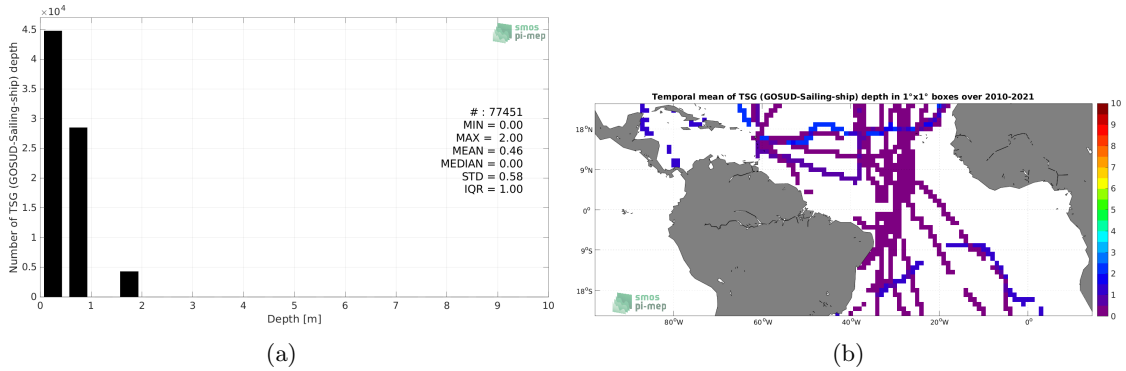 ×10⁴
smos
pi-mep
4.5
4
3.5
3
2.5
2
1.5
1
0.5
0
Number of TSG (GOSUD-Sailing-ship) depth
# : 77451
MIN = 0.00
MAX = 2.00
MEAN = 0.46
MEDIAN = 0.00
STD = 0.58
IQR = 1.00
0 1 2 3 4 5 6 7 8 9 10
Depth [m]
(a)
Temporal mean of TSG (GOSUD-Sailing-ship) depth in 1°x1° boxes over 2010-2021
18°N
9°N
0°
9°S
18°S
80°W 60°W 40°W 20°W 0°
smos
pi-mep
10
9
8
7
6
5
4
3
2
1
0
(b)